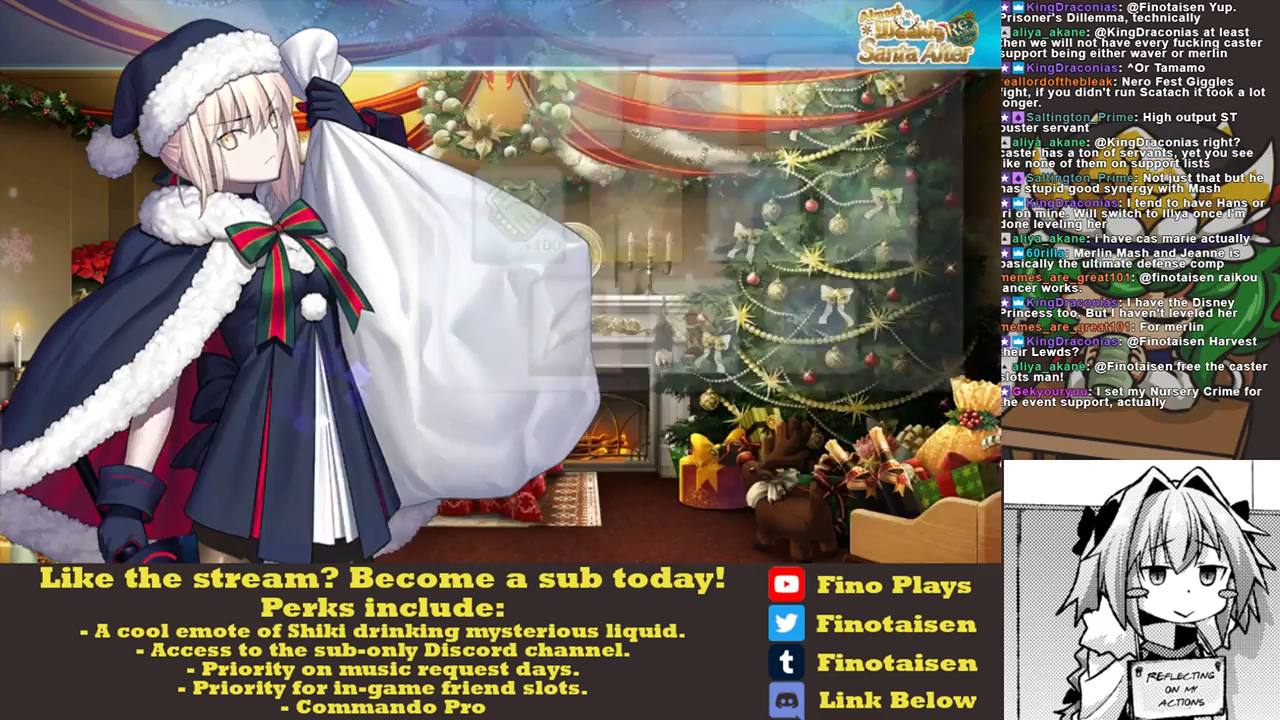 Almost
Weekly Re
Santa Alter
x100
KingDraconias: @Finotaisen Yup.
Prisoner's Dillemma, technically
aliya_akane: @KingDraconias at least
then we will not have every fucking caster
support being either waver or merlin
KingDraconias: ^Or Tamamo
reallordofthebleak: Nero Fest Giggles
fight, if you didn't run Scatach it took a lot
longer.
Saltington_Prime: High output ST
buster servant
aliya_akane: @KingDraconias right?
caster has a ton of servants, yet you see
like none of them on support lists
Saltington_Prime: Not just that but he
has stupid good synergy with Mash
KingDraconias: I tend to have Hans or
Iri on mine. Will switch to Illya once I'm
done leveling her
aliya_akane: i have cas marie actually
60rilla: Merlin Mash and Jeanne is
basically the ultimate defense comp
memes_are_great101: @finotaisen raikou
lancer works.
KingDraconias: I have the Disney
Princess too. But I haven't leveled her
memes_are_great101: For merlin
KingDraconias: @Finotaisen Harvest
their Lewds?
aliya_akane: @Finotaisen free the caster
slots man!
Gekyouryuu: I set my Nursery Crime for
the event support, actually
Like the stream? Become a sub today!
Perks include:
- A cool emote of Shiki drinking mysterious liquid.
- Access to the sub-only Discord channel.
- Priority on music request days.
- Priority for in-game friend slots.
- Commando Pro
Fino Plays
Finotaisen
Finotaisen
Link Below
REFLECTING
ON MY
ACTIONS